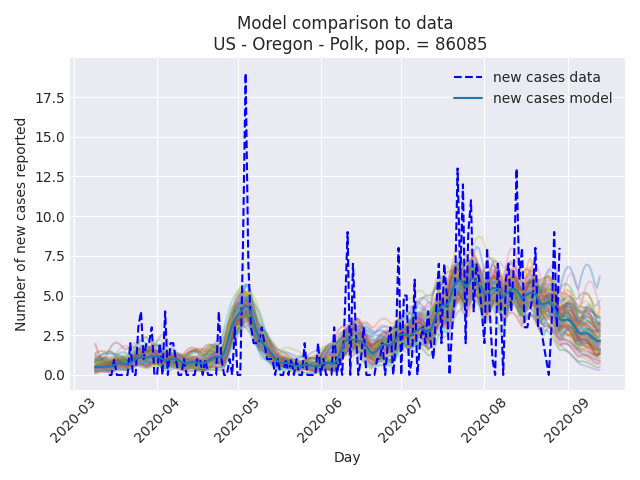 Model comparison to data
US - Oregon - Polk, pop. = 86085
new cases data
new cases model
Number of new cases reported
17.5
15.0
12.5
10.0
7.5
5.0
2.5
0.0
2020-03
2020-04
2020-05
2020-06
2020-07
2020-08
2020-09
Day